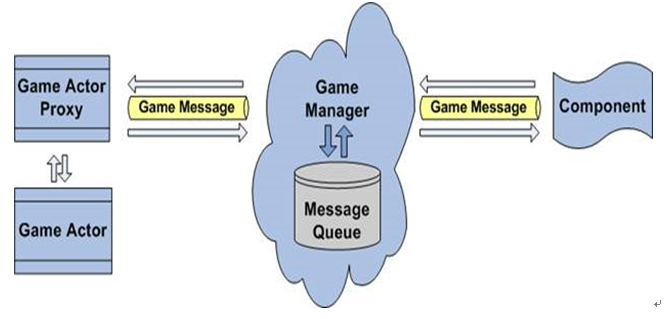 Game Actor
Proxy
Game Message
Game
Manager
Game Message
Component
Message
Queue
Game Actor